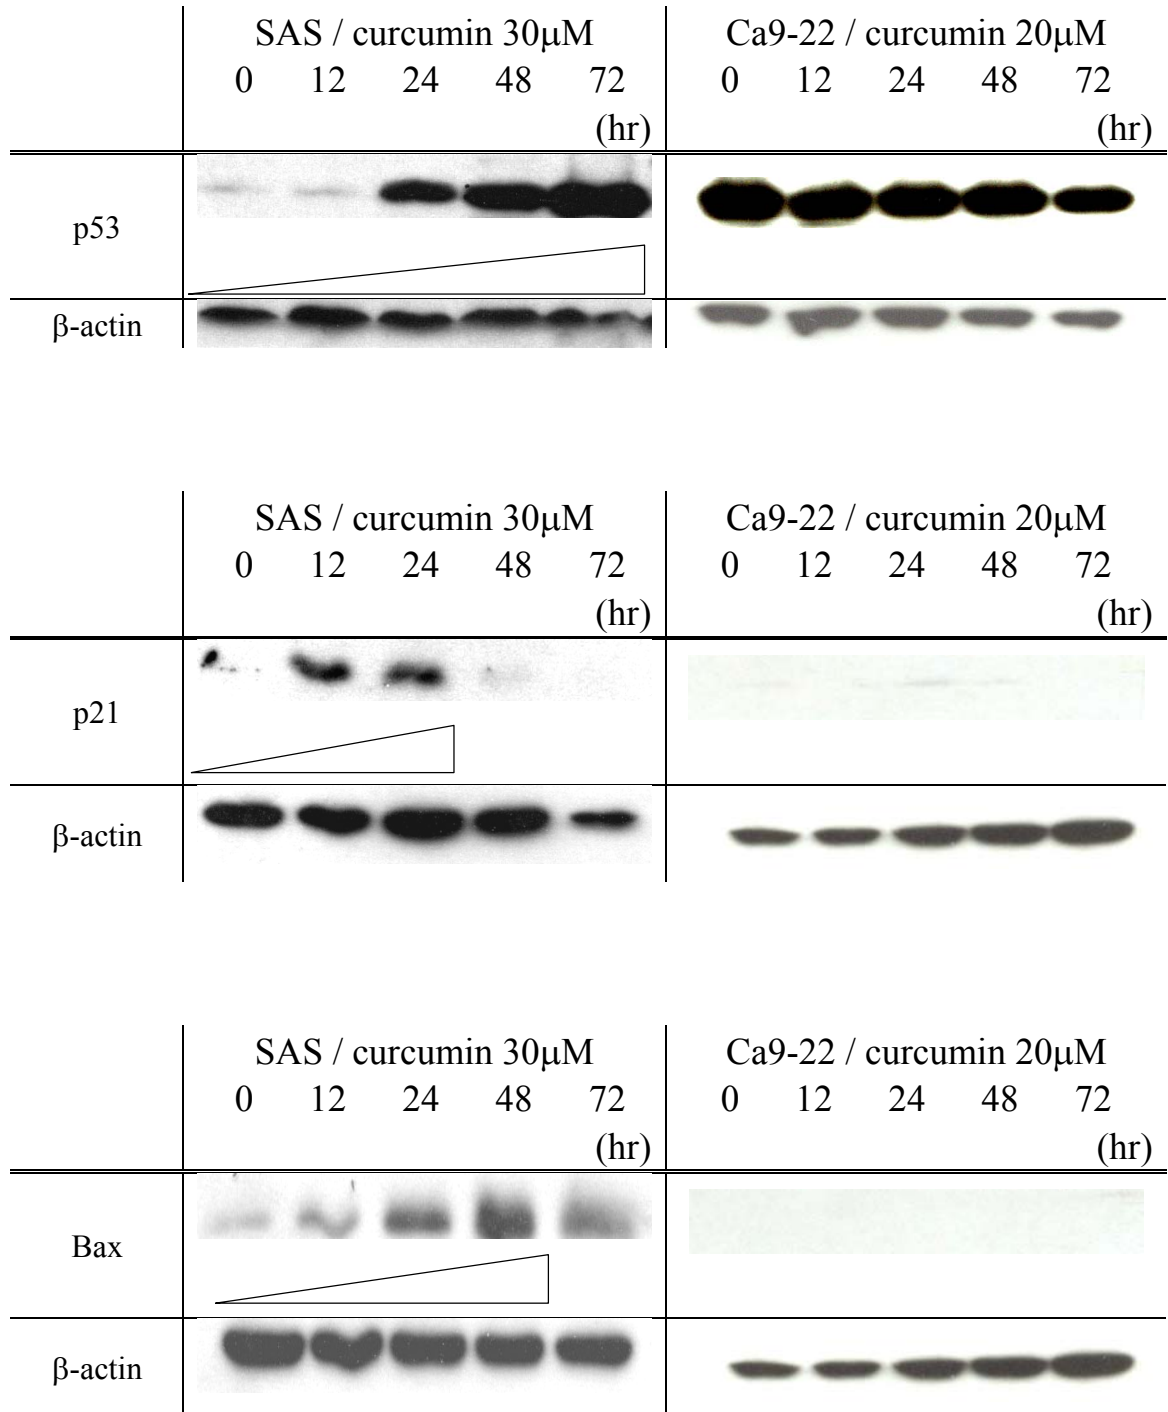 SAS / curcumin 30μM Ca9-22 / curcumin 20μM
0 12 24 48 72 0 12 24 48 72
(hr) (hr)
p53
β-actin
SAS / curcumin 30μM Ca9-22 / curcumin 20μM
0 12 24 48 72 0 12 24 48 72
(hr) (hr)
p21
β-actin
SAS / curcumin 30μM Ca9-22 / curcumin 20μM
0 12 24 48 72 0 12 24 48 72
(hr) (hr)
Bax
β-actin